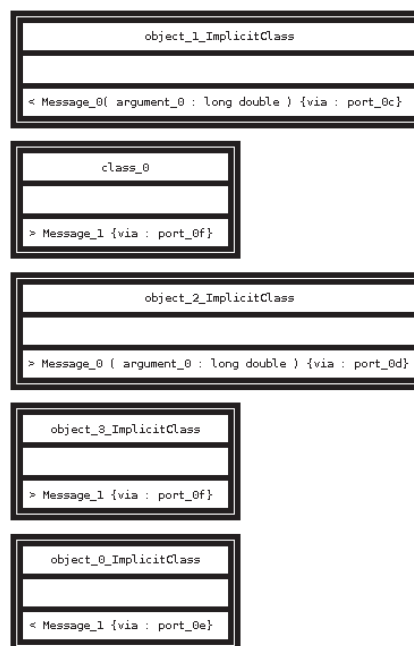 object_1_ImplicitClass
< Message_0( argument_0 : long double ) {via : port_0c}
class_0
> Message_1 {via : port_0f}
object_2_ImplicitClass
> Message_0 ( argument_0 : long double ) {via : port_0d}
object_3_ImplicitClass
> Message_1 {via : port_0f}
object_0_ImplicitClass
< Message_1 {via : port_0e}